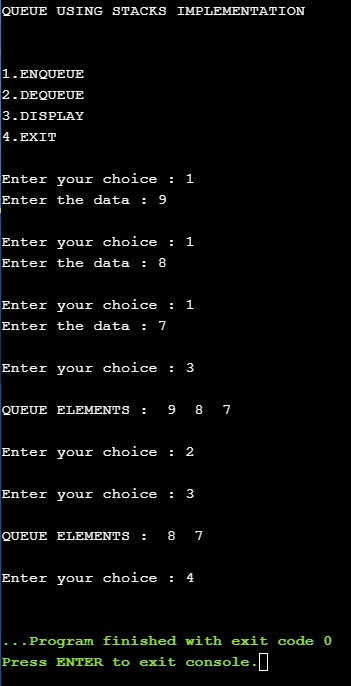 QUEUE USING STACKS IMPLEMENTATION
1.ENQUEUE
2.DEQUEUE
3.DISPLAY
4.EXIT
Enter your choice : 1
Enter the data : 9
Enter your choice : 1
Enter the data : 8
Enter your choice : 1
Enter the data : 7
Enter your choice : 3
QUEUE ELEMENTS :  9  8  7
Enter your choice : 2
Enter your choice : 3
QUEUE ELEMENTS :  8  7
Enter your choice : 4
...Program finished with exit code 0
Press ENTER to exit console.